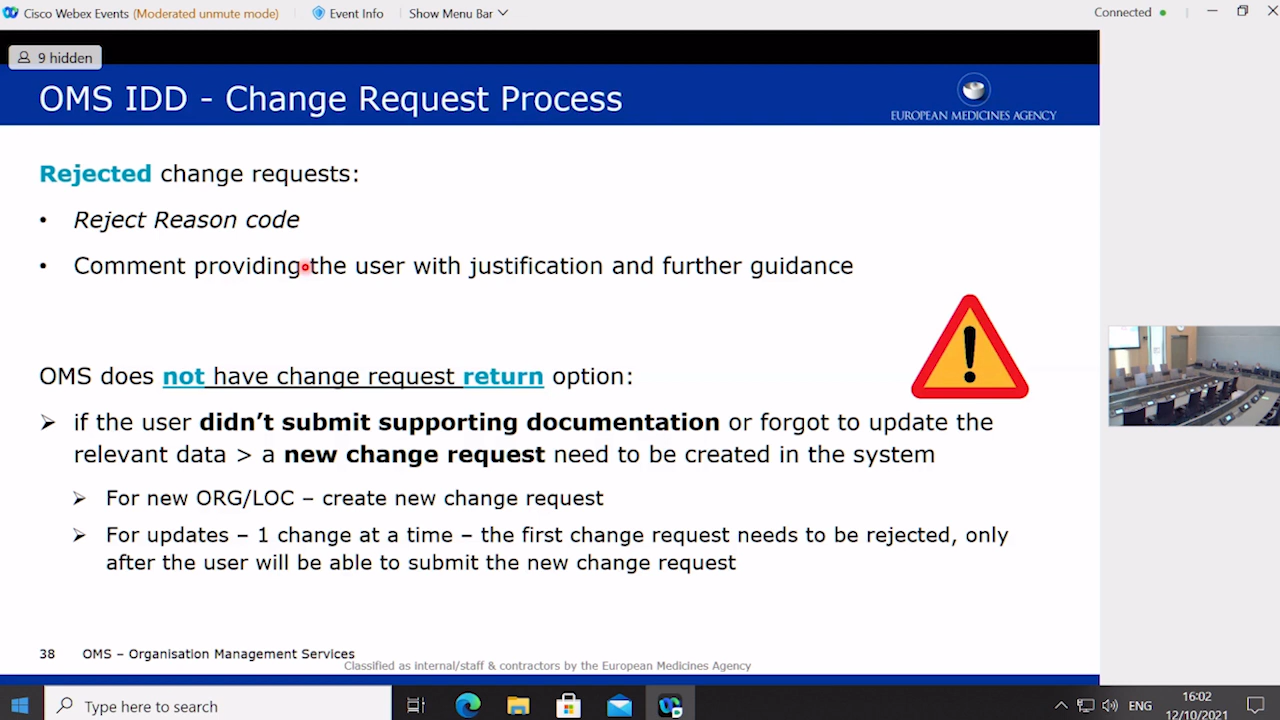 Cisco Webex Events (Moderated unmute mode) Event Info Show Menu Bar Connected
9 hidden
OMS IDD - Change Request Process
EUROPEAN MEDICINES AGENCY
Rejected change requests:
• Reject Reason code
• Comment providing the user with justification and further guidance
OMS does not have change request return option:
➢ if the user didn’t submit supporting documentation or forgot to update the
relevant data > a new change request need to be created in the system
➢ For new ORG/LOC – create new change request
➢ For updates – 1 change at a time – the first change request needs to be rejected, only
after the user will be able to submit the new change request
38 OMS – Organisation Management Services
Classified as internal/staff & contractors by the European Medicines Agency
Type here to search
ENG
16:02
12/10/2021